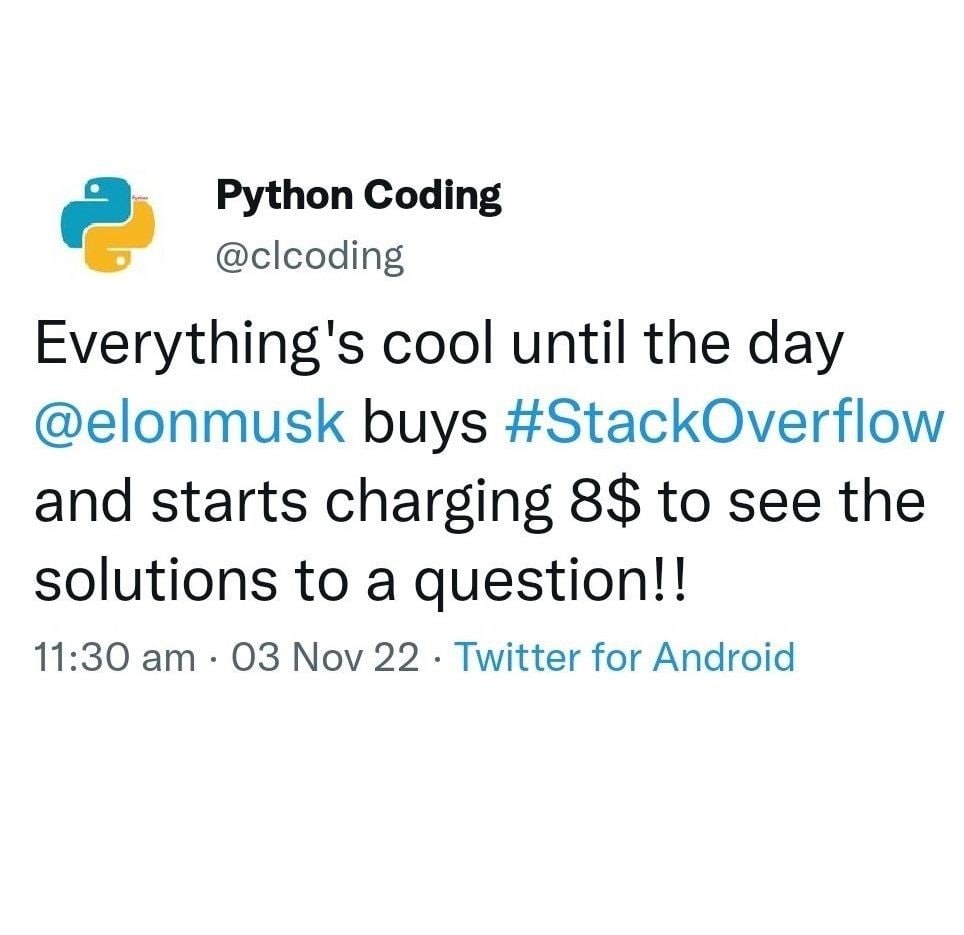 Python Coding
@clcoding
Everything's cool until the day
@elonmusk buys #StackOverflow
and starts charging 8$ to see the
solutions to a question!!
11:30 am · 03 Nov 22 · Twitter for Android